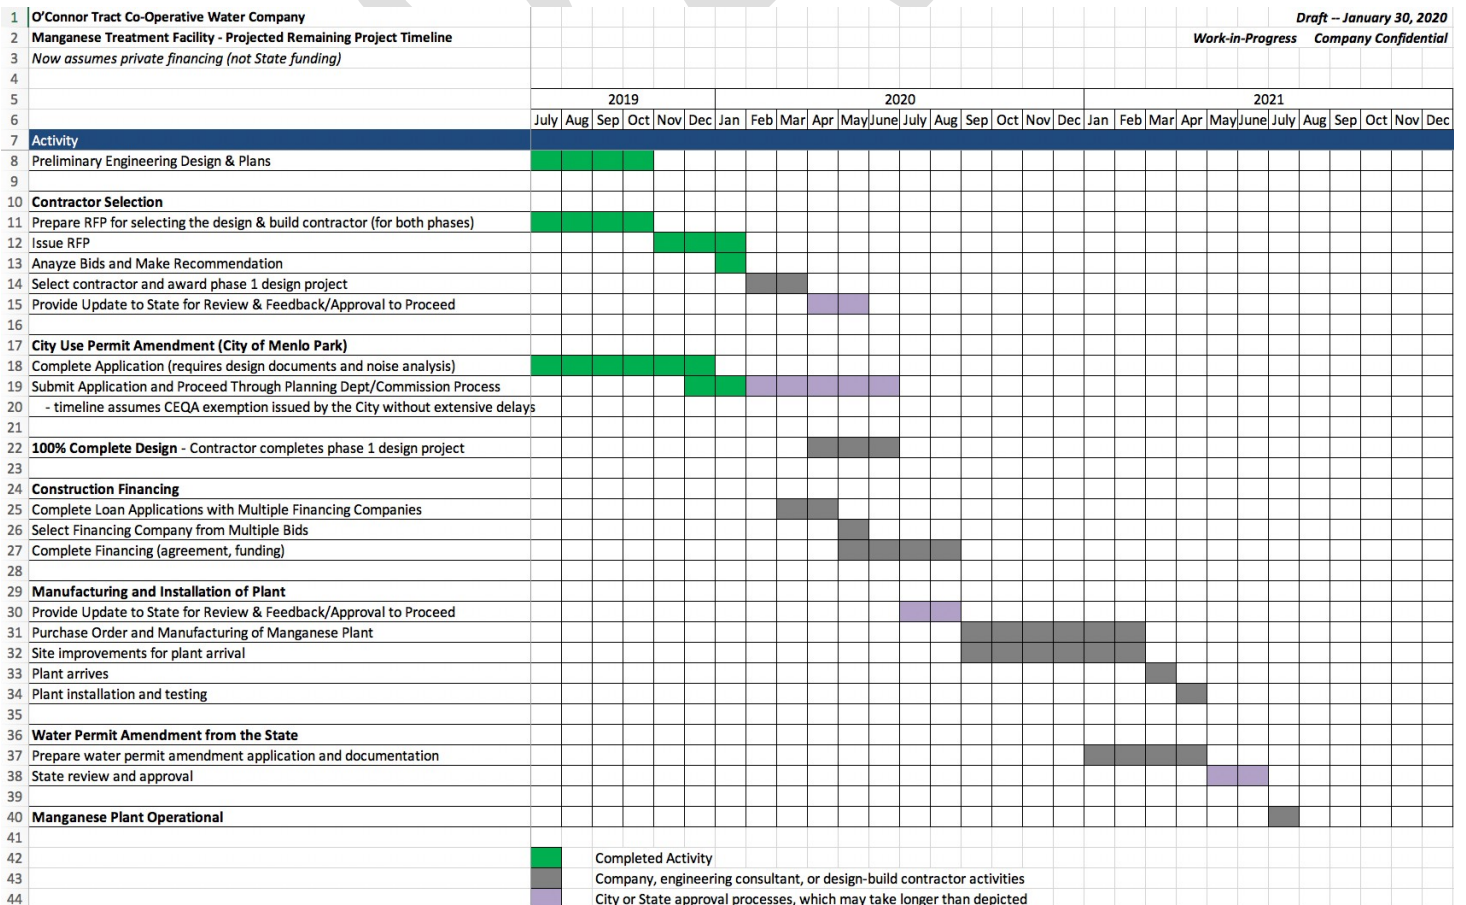 1 O'Connor Tract Co-Operative Water Company Draft -- January 30, 2020
2 Manganese Treatment Facility - Projected Remaining Project Timeline Work-in-Progress Company Confidential
3 Now assumes private financing (not State funding)
4
5 2019 2020 2021
6 July Aug Sep Oct Nov Dec Jan Feb Mar Apr May June July Aug Sep Oct Nov Dec Jan Feb Mar Apr May June July Aug Sep Oct Nov Dec
7 Activity
8 Preliminary Engineering Design & Plans
9
10 Contractor Selection
11 Prepare RFP for selecting the design & build contractor (for both phases)
12 Issue RFP
13 Anayze Bids and Make Recommendation
14 Select contractor and award phase 1 design project
15 Provide Update to State for Review & Feedback/Approval to Proceed
16
17 City Use Permit Amendment (City of Menlo Park)
18 Complete Application (requires design documents and noise analysis)
19 Submit Application and Proceed Through Planning Dept/Commission Process
20 - timeline assumes CEQA exemption issued by the City without extensive delays
21
22 100% Complete Design - Contractor completes phase 1 design project
23
24 Construction Financing
25 Complete Loan Applications with Multiple Financing Companies
26 Select Financing Company from Multiple Bids
27 Complete Financing (agreement, funding)
28
29 Manufacturing and Installation of Plant
30 Provide Update to State for Review & Feedback/Approval to Proceed
31 Purchase Order and Manufacturing of Manganese Plant
32 Site improvements for plant arrival
33 Plant arrives
34 Plant installation and testing
35
36 Water Permit Amendment from the State
37 Prepare water permit amendment application and documentation
38 State review and approval
39
40 Manganese Plant Operational
41
42 Completed Activity
43 Company, engineering consultant, or design-build contractor activities
44 City or State approval processes, which may take longer than depicted